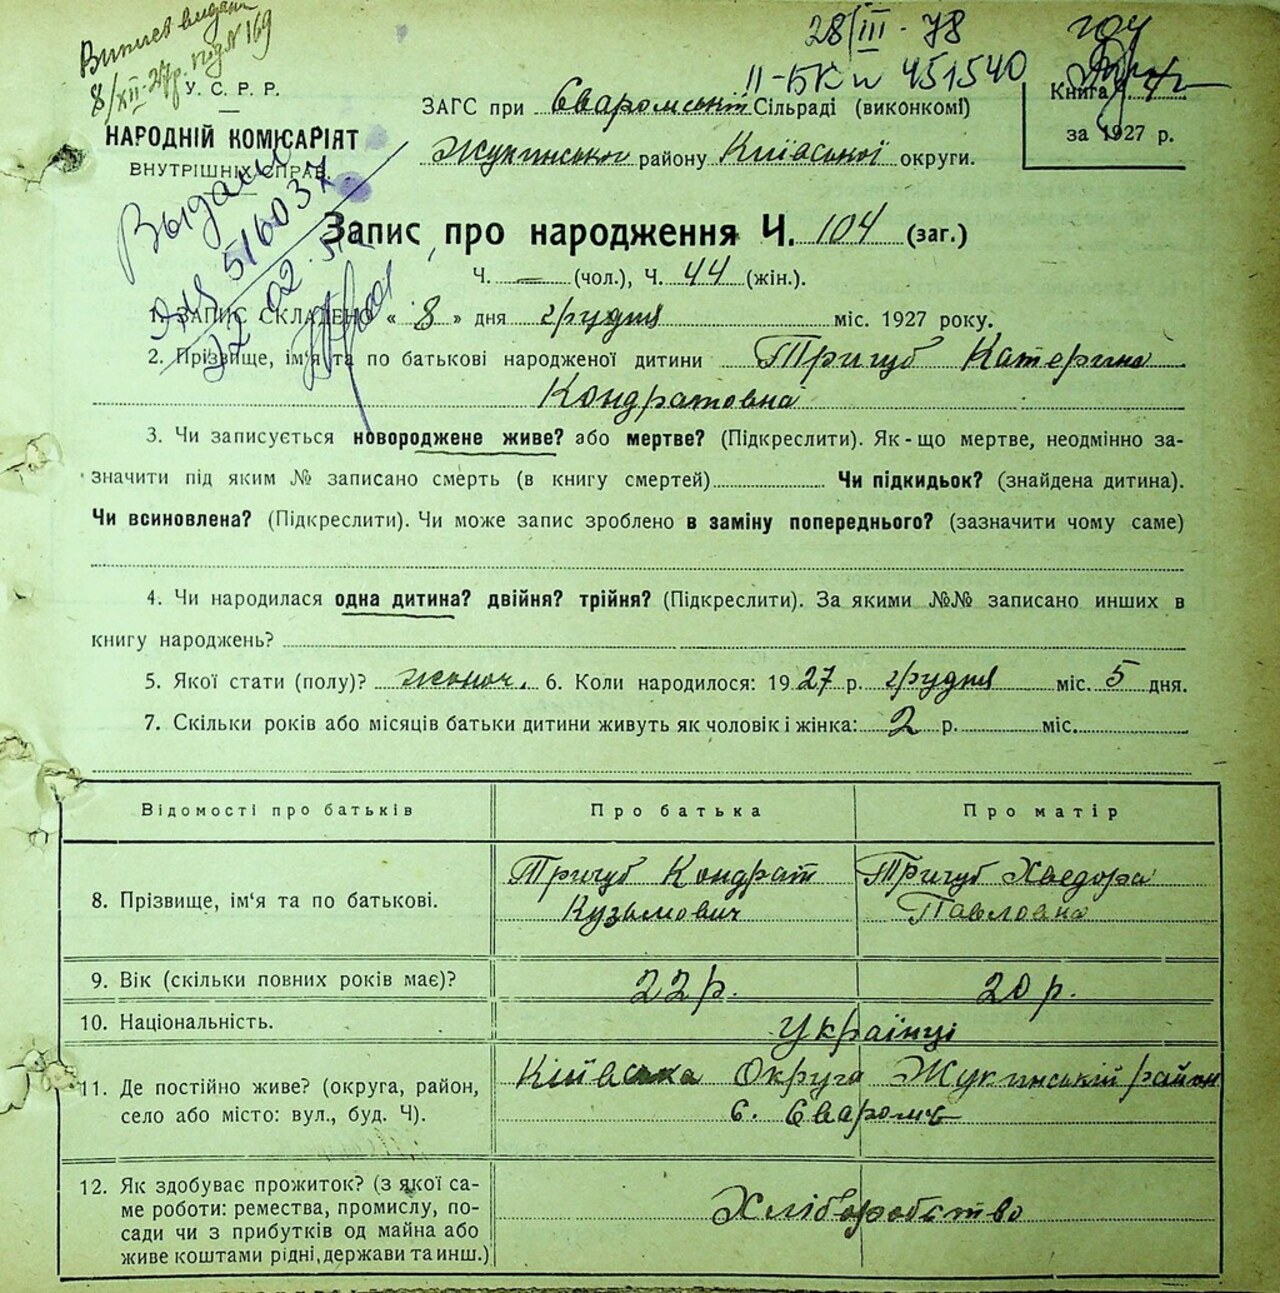 Выпись выдана
8/XII-27р. под № 169
28/III-78
II-БК № 451540
У. С. Р. Р.
НАРОДНІЙ КОМІСАРІЯТ
ВНУТРІШНІХ СПРАВ.
ЗАГС при Сваромській Сільраді (виконкомі)
Жукинського району Київської округи.
Книга
за 1927 р.
Выдано
516037
Запис про народження Ч. 104 (заг.)
Ч. — (чол.), Ч. 44 (жін.).
1. ЗАПИС СКЛАДЕНО « 8 » дня грудня міс. 1927 року.
2. Прізвище, ім'я та по батькові народженої дитини Тригуб Катерина
Кондратовна
3. Чи записується новороджене живе? або мертве? (Підкреслити). Як-що мертве, неодмінно за-
значити під яким № записано смерть (в книгу смертей) Чи підкидьок? (знайдена дитина).
Чи всиновлена? (Підкреслити). Чи може запис зроблено в заміну попереднього? (зазначити чому саме)
4. Чи народилася одна дитина? двійня? трійня? (Підкреслити). За якими №№ записано инших в
книгу народжень?
5. Якої стати (полу)? жіноч. 6. Коли народилося: 1927 р. грудня міс. 5 дня.
7. Скільки років або місяців батьки дитини живуть як чоловік і жінка: 2 р. міс.
Відомості про батьків Про батька Про матір
8. Прізвище, ім'я та по батькові.
Тригуб Кондрат
Кузьмович
Тригуб Хведора
Павловна
9. Вік (скільки повних років має)? 22 р. 20 р.
10. Національність. Українці
11. Де постійно живе? (округа, район,
село або місто: вул., буд. Ч).
Київська Округа Жукинській район
с. Сваромь
12. Як здобуває прожиток? (з якої са-
ме роботи: ремества, промислу, по-
сади чи з прибутків од майна або
живе коштами рідні, держави та инш.)
Хліборобство